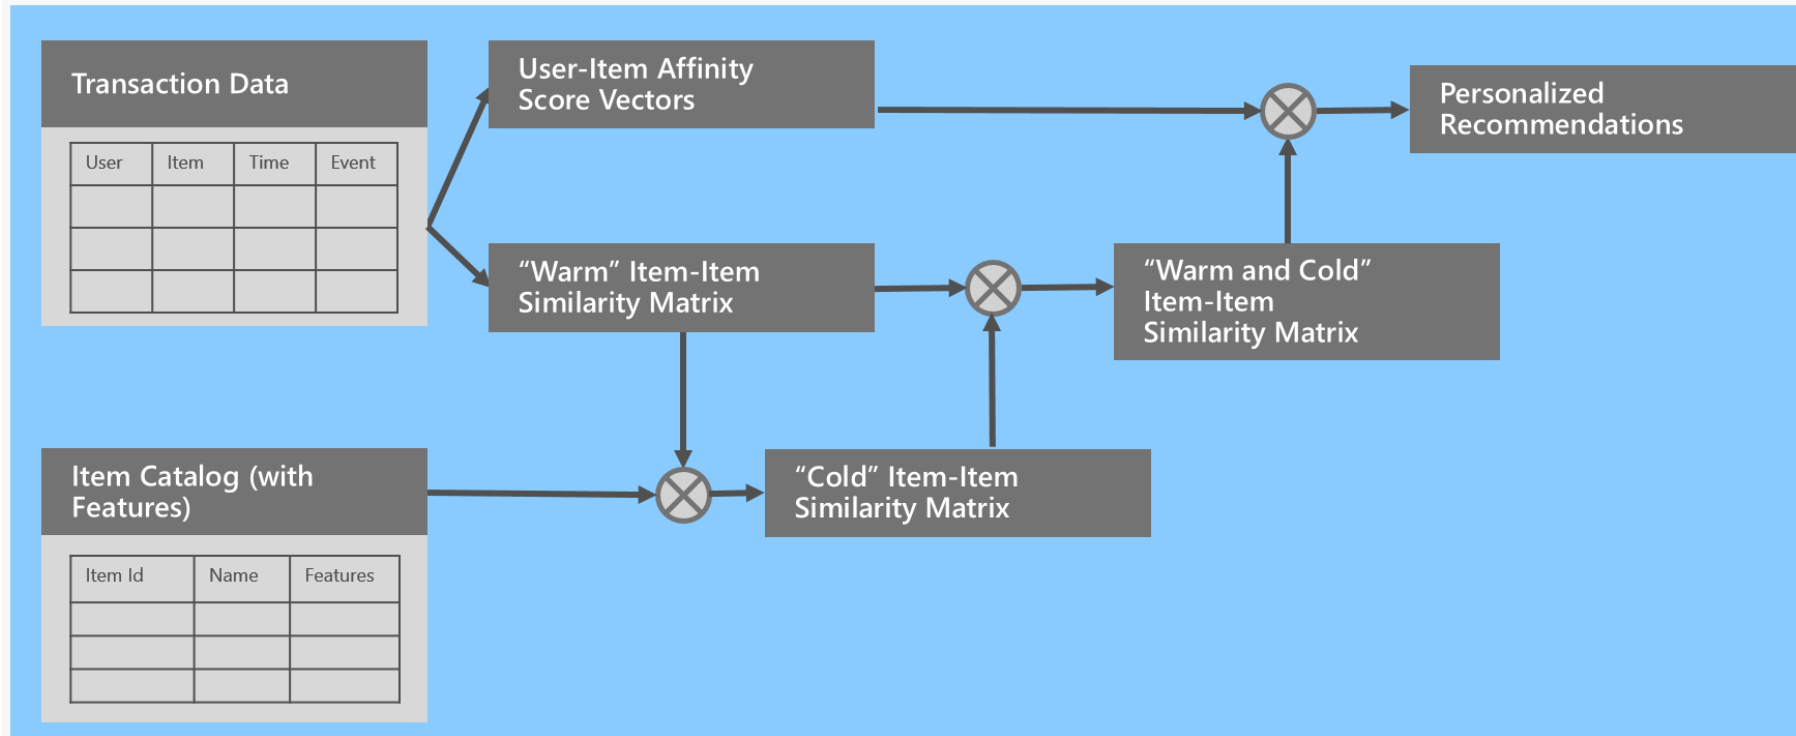 Transaction Data
User Item Time Event
User-Item Affinity
Score Vectors
“Warm” Item-Item
Similarity Matrix
“Warm and Cold”
Item-Item
Similarity Matrix
Personalized
Recommendations
Item Catalog (with
Features)
Item Id Name Features
“Cold” Item-Item
Similarity Matrix